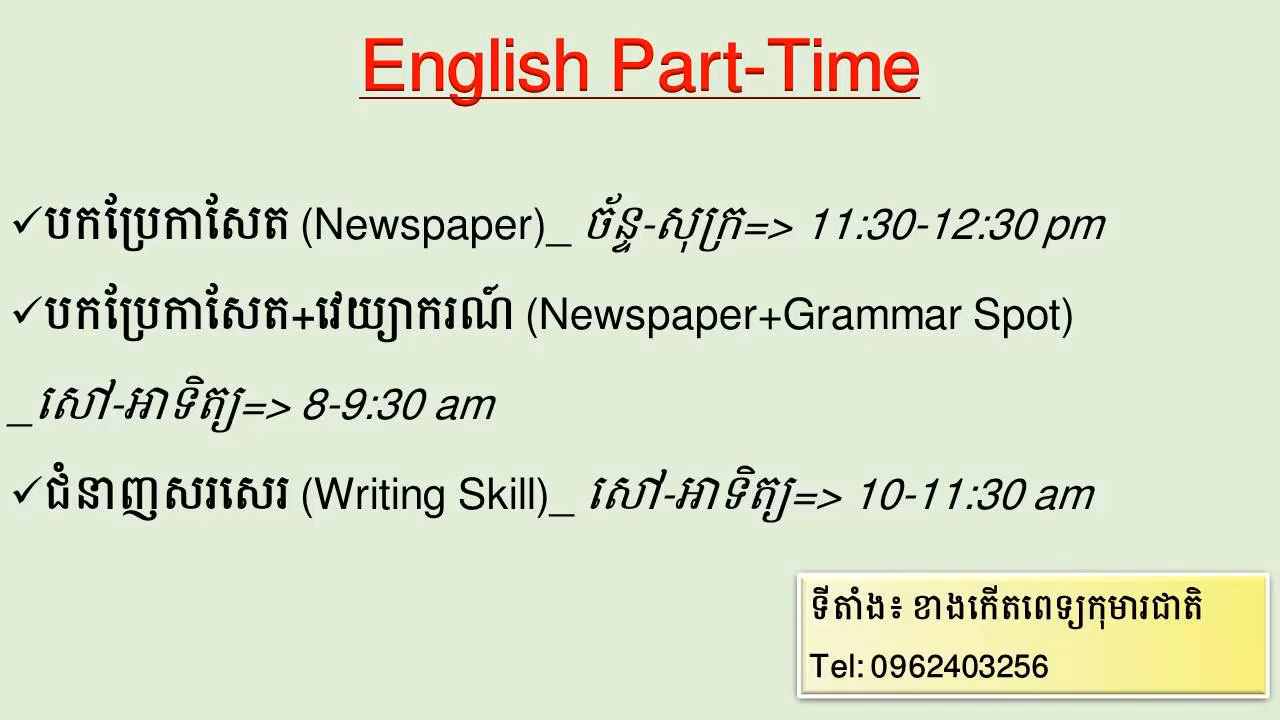 English Part-Time
✓បកប្រែកាសែត (Newspaper)_ ច័ន្ទ-សុក្រ=> 11:30-12:30 pm
✓បកប្រែកាសែត+វេយ្យាករណ៍ (Newspaper+Grammar Spot)
_សៅ-អាទិត្យ=> 8-9:30 am
✓ជំនាញសរសេរ (Writing Skill)_ សៅ-អាទិត្យ=> 10-11:30 am
ទីតាំង៖ ខាងកើតពេទ្យកុមារជាតិ
Tel: 0962403256